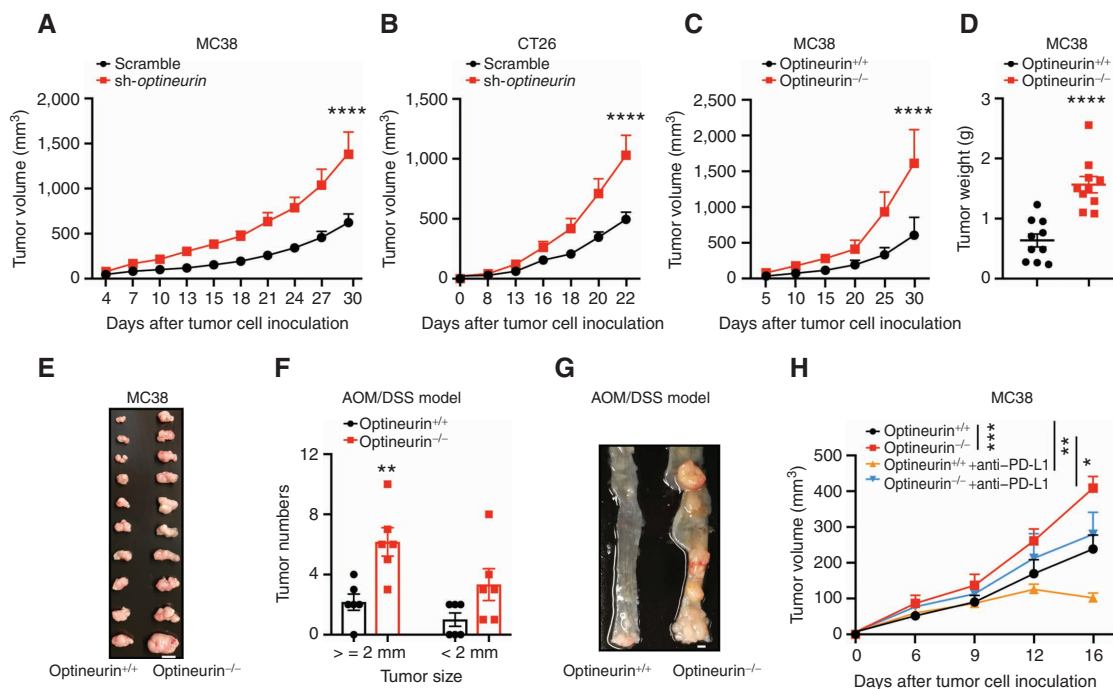 A
MC38
Scramble
sh-optineurin
Tumor volume (mm³)
2,000
1,500
1,000
500
0
****
4 7 10 13 15 18 21 24 27 30
Days after tumor cell inoculation
B
CT26
Scramble
sh-optineurin
Tumor volume (mm³)
1,500
1,000
500
0
****
0 8 13 16 18 20 22
Days after tumor cell inoculation
C
MC38
Optineurin⁺/⁺
Optineurin⁻/⁻
Tumor volume (mm³)
2,500
2,000
1,500
1,000
500
0
****
5 10 15 20 25 30
Days after tumor cell inoculation
D
MC38
Optineurin⁺/⁺
Optineurin⁻/⁻
Tumor weight (g)
3
2
1
0
****
E
MC38
Optineurin⁺/⁺ Optineurin⁻/⁻
F
AOM/DSS model
Optineurin⁺/⁺
Optineurin⁻/⁻
Tumor numbers
12
8
4
0
**
> = 2 mm < 2 mm
Tumor size
G
AOM/DSS model
Optineurin⁺/⁺ Optineurin⁻/⁻
H
MC38
Optineurin⁺/⁺
Optineurin⁻/⁻
Optineurin⁺/⁺ +anti–PD-L1
Optineurin⁻/⁻ +anti–PD-L1
***
**
*
Tumor volume (mm³)
400
300
200
100
0
0 6 9 12 16
Days after tumor cell inoculation